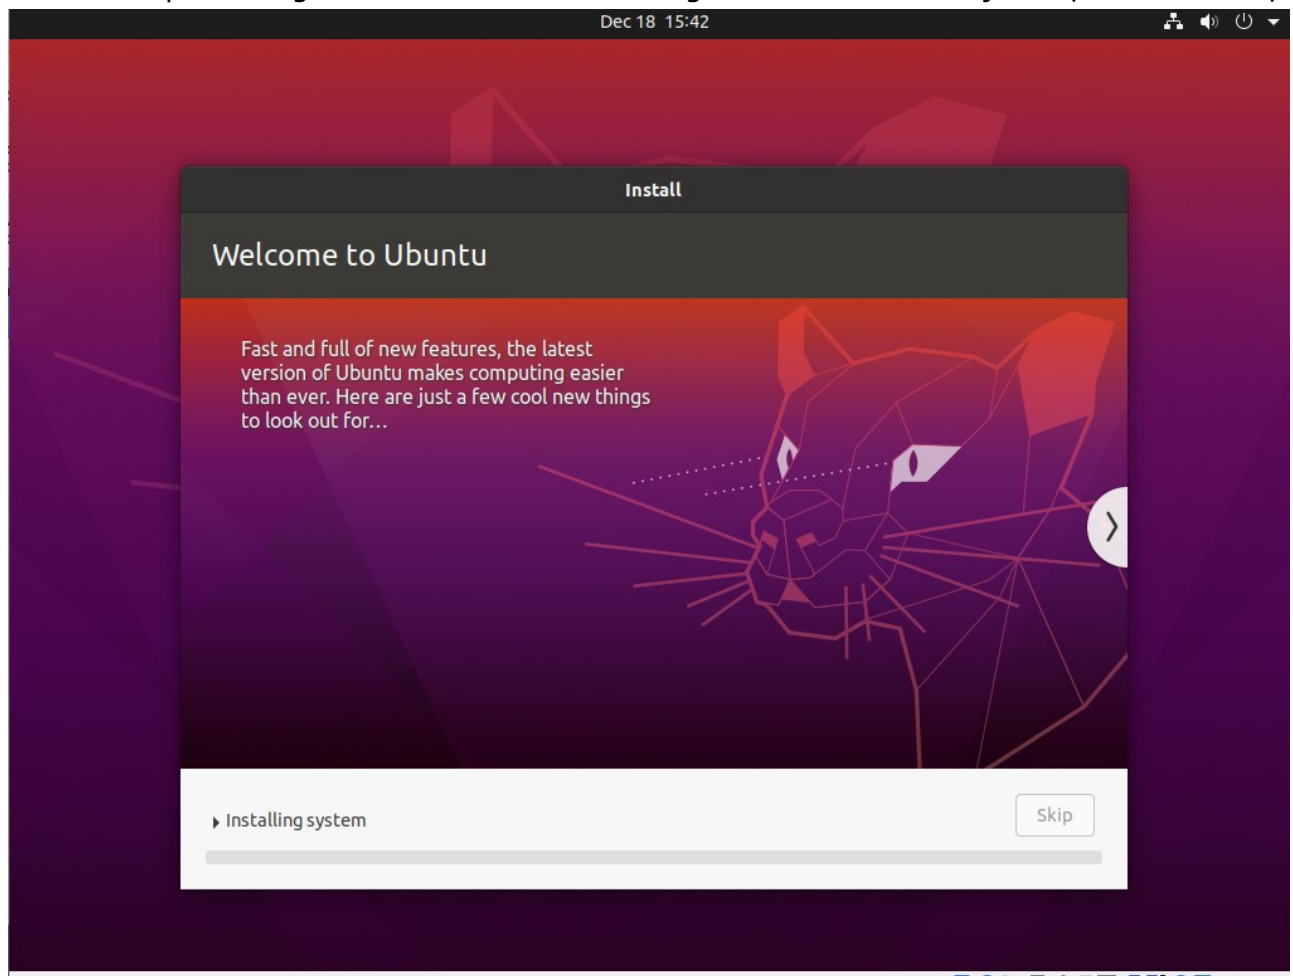 Dec 18 15:42
Install
Welcome to Ubuntu
Fast and full of new features, the latest
version of Ubuntu makes computing easier
than ever. Here are just a few cool new things
to look out for...
Installing system
Skip